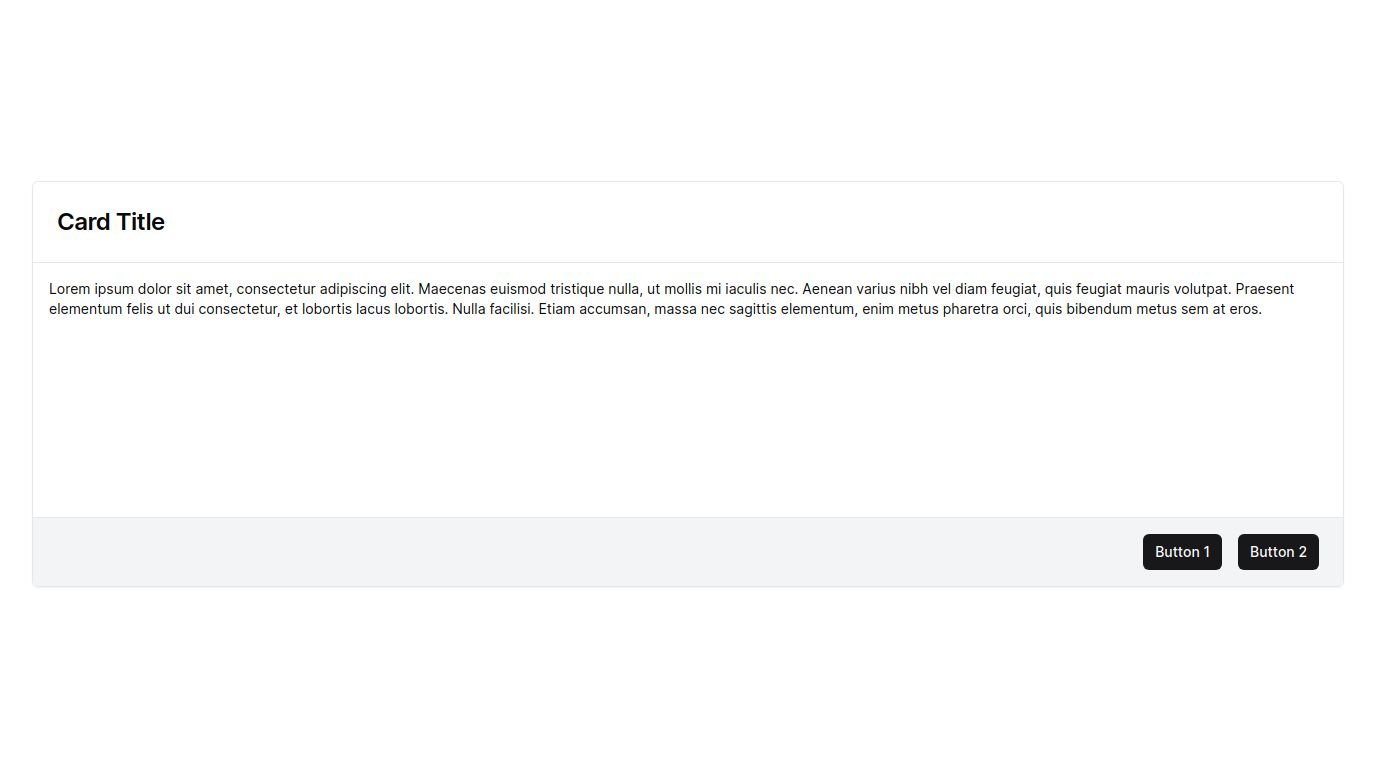 Card Title
Lorem ipsum dolor sit amet, consectetur adipiscing elit. Maecenas euismod tristique nulla, ut mollis mi iaculis nec. Aenean varius nibh vel diam feugiat, quis feugiat mauris volutpat. Praesent
elementum felis ut dui consectetur, et lobortis lacus lobortis. Nulla facilisi. Etiam accumsan, massa nec sagittis elementum, enim metus pharetra orci, quis bibendum metus sem at eros.
Button 1 Button 2